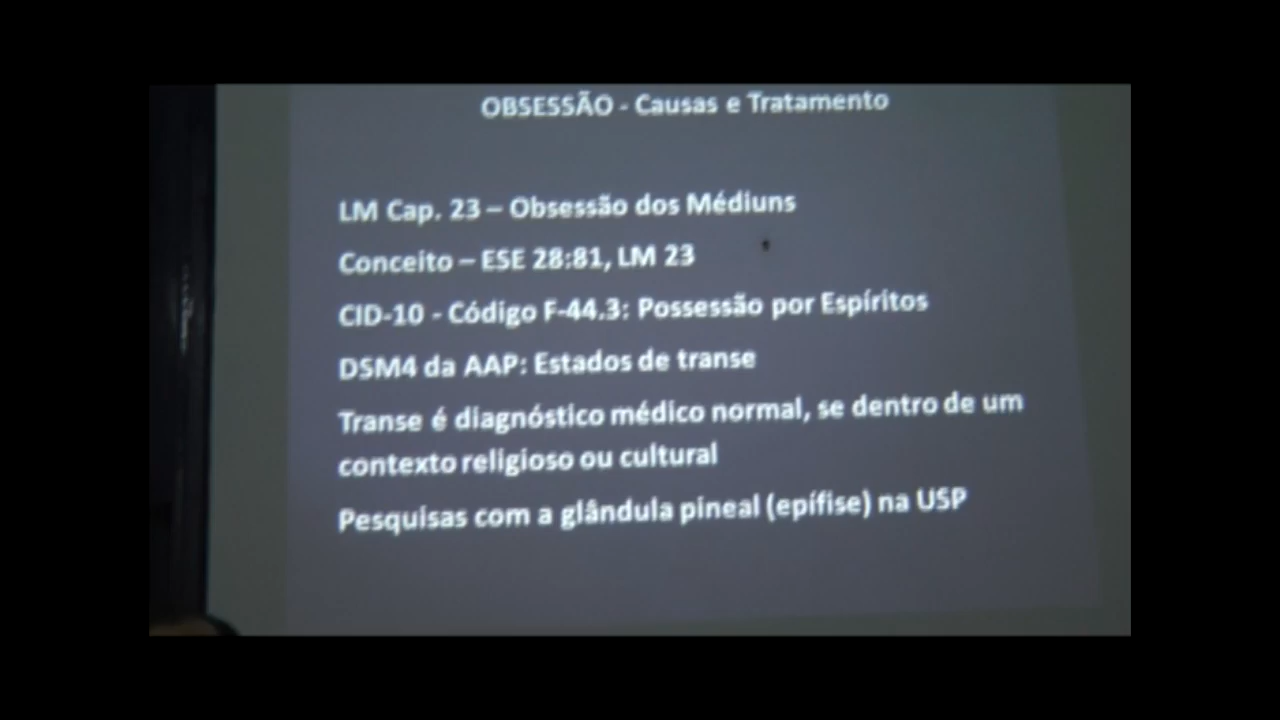 OBSESSÃO - Causas e Tratamento
LM Cap. 23 – Obsessão dos Médiuns
Conceito – ESE 28:81, LM 23
CID-10 - Código F-44.3: Possessão por Espíritos
DSM4 da AAP: Estados de transe
Transe é diagnóstico médico normal, se dentro de um
contexto religioso ou cultural
Pesquisas com a glândula pineal (epífise) na USP